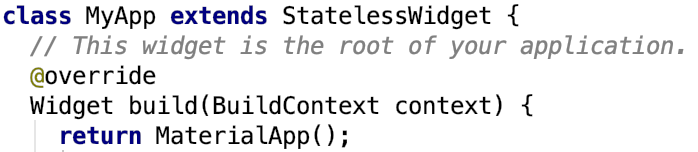 class MyApp extends StatelessWidget {
  // This widget is the root of your application.
  @override
  Widget build(BuildContext context) {
    return MaterialApp();